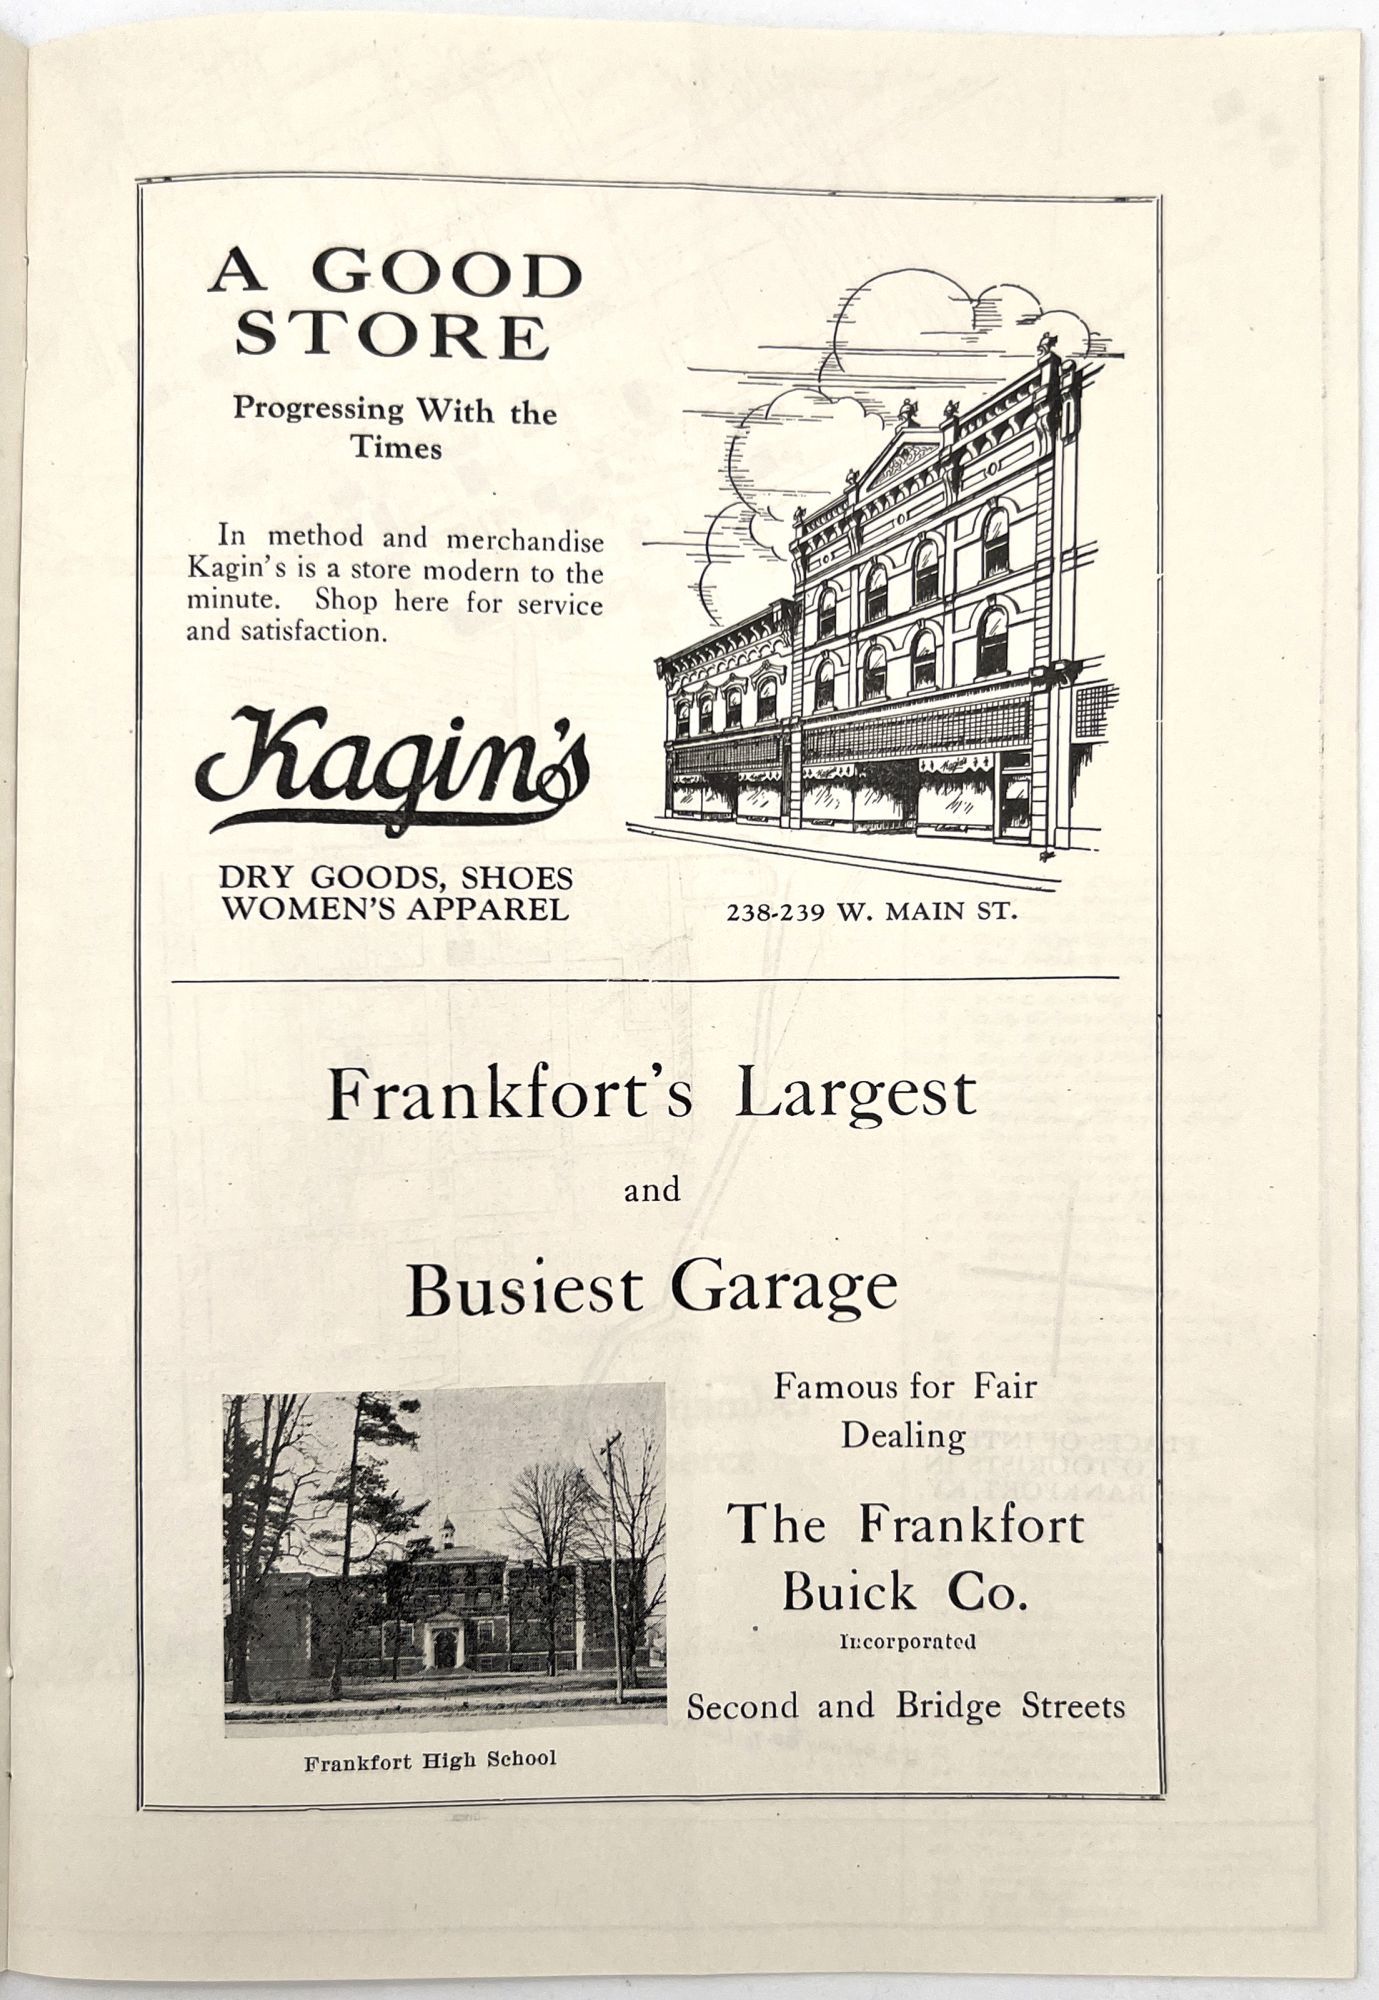 A GOOD
STORE
Progressing With the
Times
In method and merchandise
Kagin's is a store modern to the
minute. Shop here for service
and satisfaction.
Kagin's
DRY GOODS, SHOES
WOMEN'S APPAREL
238-239 W. MAIN ST.
Frankfort's Largest
and
Busiest Garage
Famous for Fair
Dealing
The Frankfort
Buick Co.
Incorporated
Second and Bridge Streets
Frankfort High School